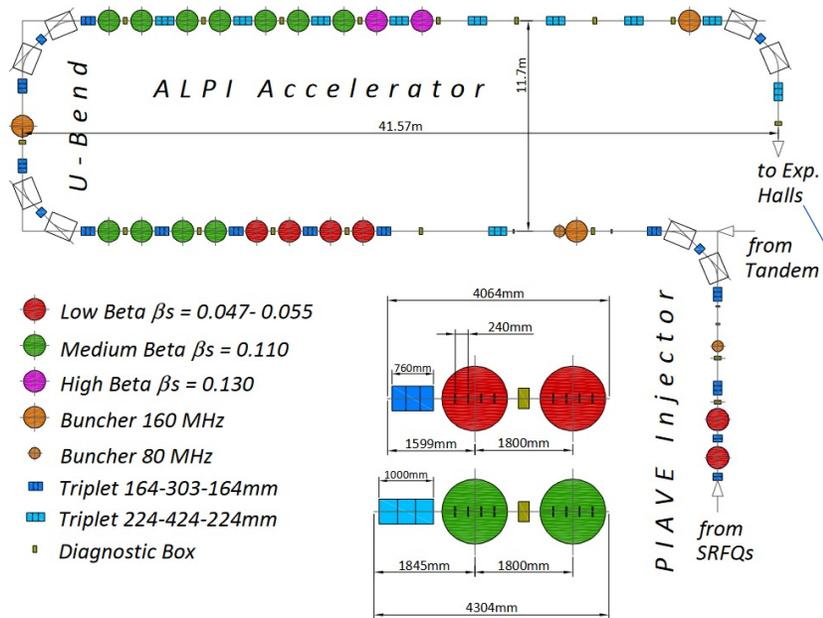 ALPI Accelerator
11.7m
41.57m
U-Bend
to Exp.
Halls
from
Tandem
Low Beta βs = 0.047- 0.055
Medium Beta βs = 0.110
High Beta βs = 0.130
Buncher 160 MHz
Buncher 80 MHz
Triplet 164-303-164mm
Triplet 224-424-224mm
Diagnostic Box
4064mm
240mm
760mm
1599mm
1800mm
1000mm
1845mm
1800mm
4304mm
PIAVE Injector
from
SRFQs